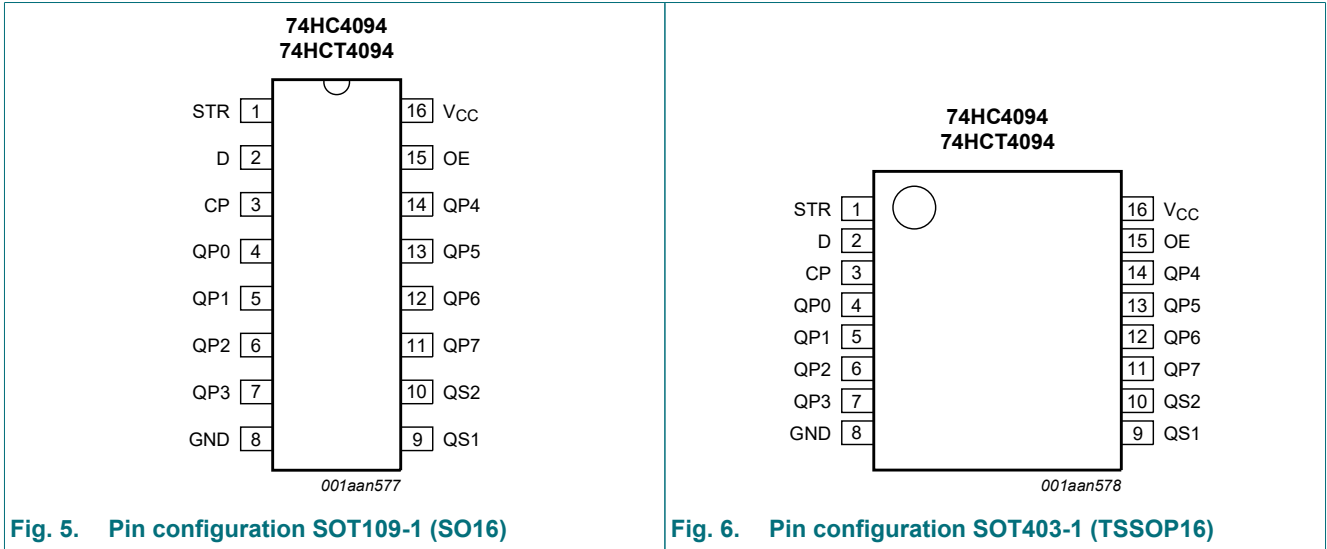 74HC4094
74HCT4094
STR 1 16 VCC
D 2 15 OE
CP 3 14 QP4
QP0 4 13 QP5
QP1 5 12 QP6
QP2 6 11 QP7
QP3 7 10 QS2
GND 8 9 QS1
001aan577
Fig. 5. Pin configuration SOT109-1 (SO16)
74HC4094
74HCT4094
STR 1 16 VCC
D 2 15 OE
CP 3 14 QP4
QP0 4 13 QP5
QP1 5 12 QP6
QP2 6 11 QP7
QP3 7 10 QS2
GND 8 9 QS1
001aan578
Fig. 6. Pin configuration SOT403-1 (TSSOP16)